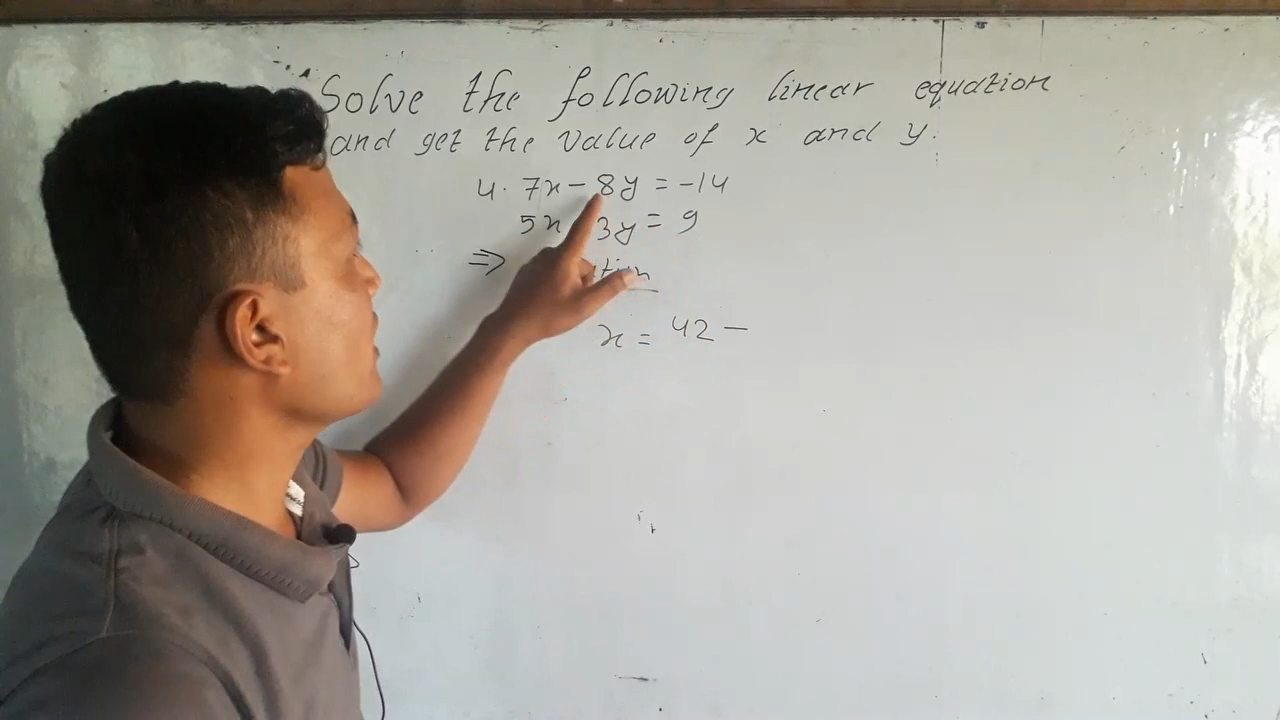 Solve the following linear equation
and get the value of x and y.
4. 7x - 8y = -14
5x 3y = 9
⇒
x = 42 -